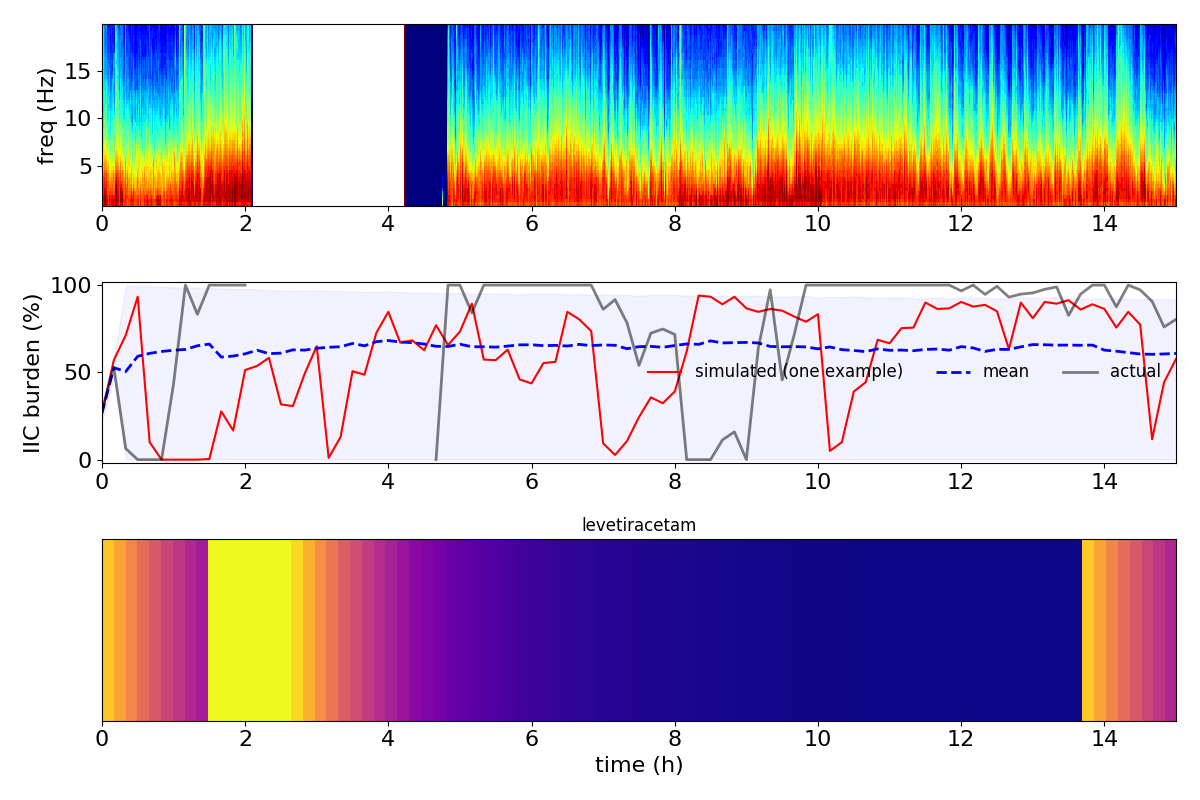 freq (Hz)
15
10
5
0 2 4 6 8 10 12 14
IIC burden (%)
100
50
0
simulated (one example) mean actual
0 2 4 6 8 10 12 14
levetiracetam
0 2 4 6 8 10 12 14
time (h)